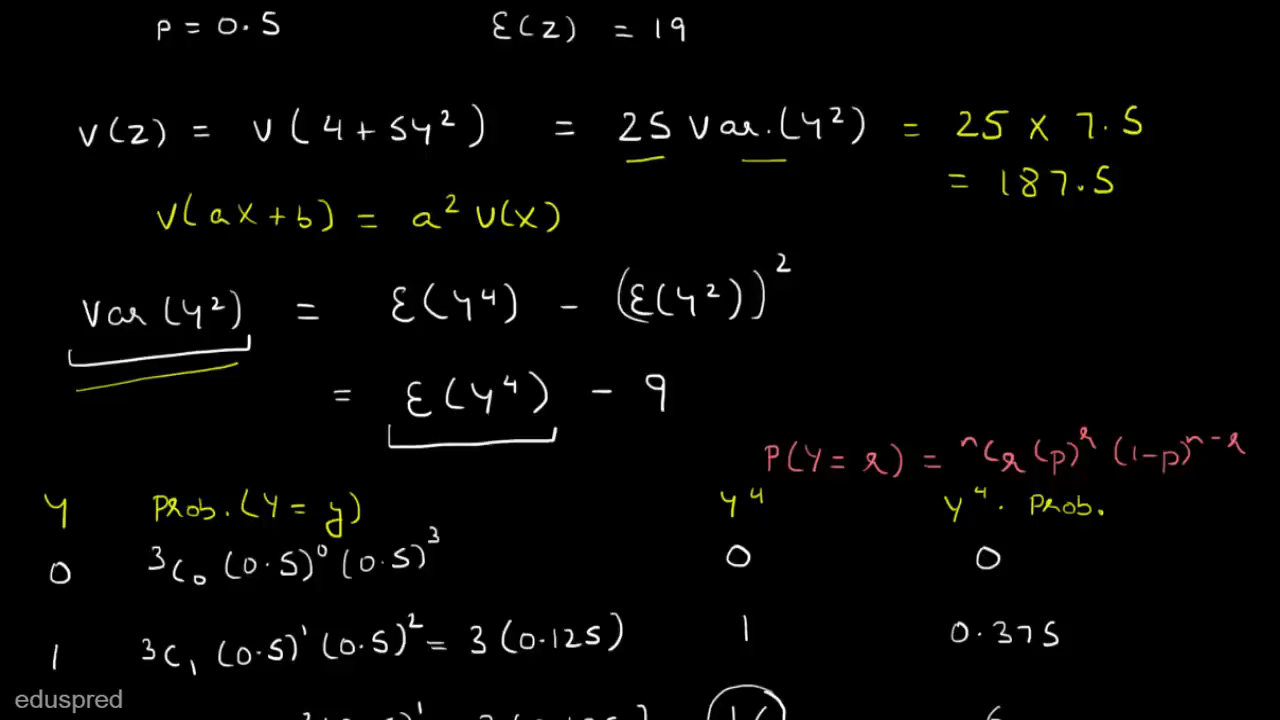 p = 0.5 E(z) = 19
V(z) = V(4+5y²) = 25 Var.(y²) = 25 × 7.5
= 187.5
V(ax+b) = a² V(x)
Var(y²) = E(y⁴) - (E(y²))²
= E(y⁴) - 9
P(Y=r) = ⁿCᵣ (p)ʳ (1-p)ⁿ⁻ʳ
Y Prob.(Y=y) y⁴ y⁴. Prob.
0 ³C₀ (0.5)⁰ (0.5)³ 0 0
1 ³C₁ (0.5)¹ (0.5)² = 3(0.125) 1 0.375
eduspred